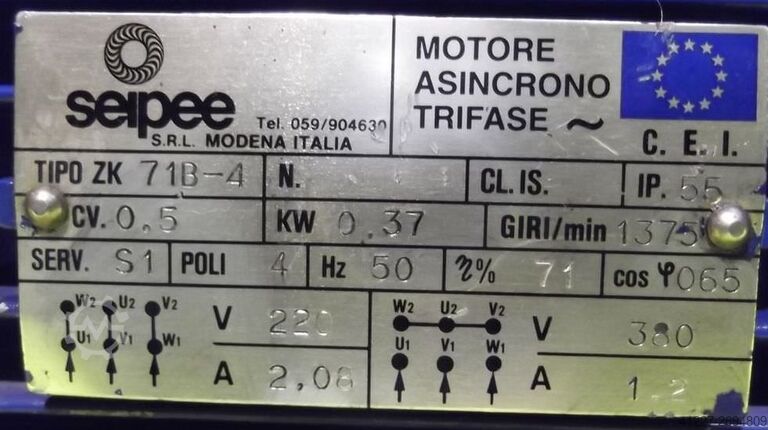 seipee
Tel. 059/904630
S.R.L. MODENA ITALIA
MOTORE
ASINCRONO
TRIFASE ~
C. E. I.
TIPO ZK 71B-4 N. CL. IS. IP. 55
CV. 0,5 KW 0,37 GIRI/min 1375
SERV. S1 POLI 4 Hz 50 η% 71 cos φ 065
W2 U2 V2
U1 V1 W1
V 220
A 2,08
W2 U2 V2
U1 V1 W1
V 380
A 1,2